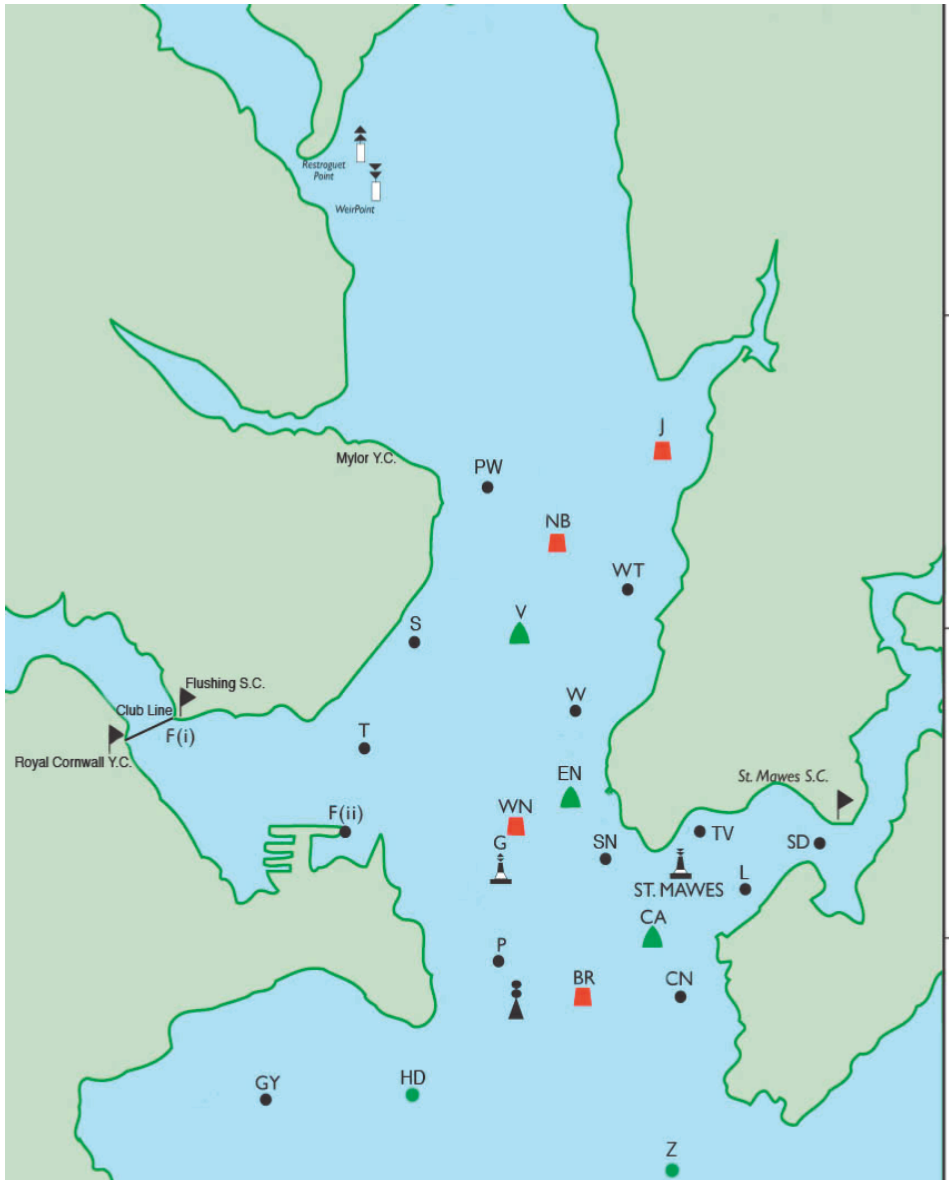 Restroguet
Point
WeirPoint
J
Mylor Y.C.
PW
NB
WT
V
S
Flushing S.C.
W
Club Line
F(i)
T
Royal Cornwall Y.C.
EN
St. Mawes S.C.
WN
F(ii)
TV
G
SN
SD
ST. MAWES
L
CA
P
BR
CN
GY
HD
Z